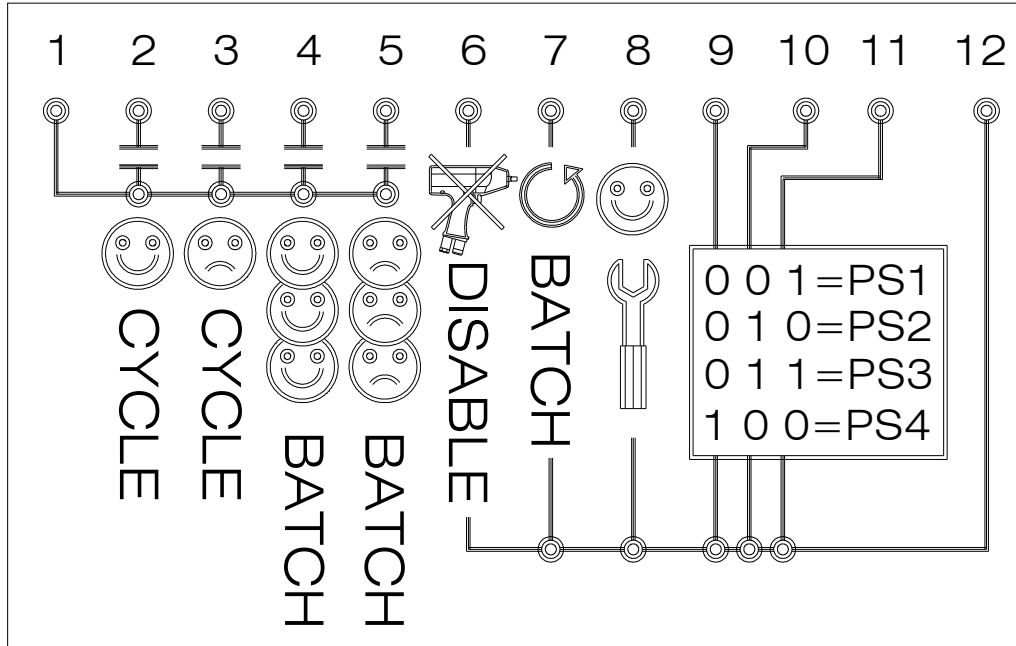 1 2 3 4 5 6 7 8 9 10 11 12
CYCLE
CYCLE
BATCH
BATCH
DISABLE
BATCH
0 0 1=PS1
0 1 0=PS2
0 1 1=PS3
1 0 0=PS4